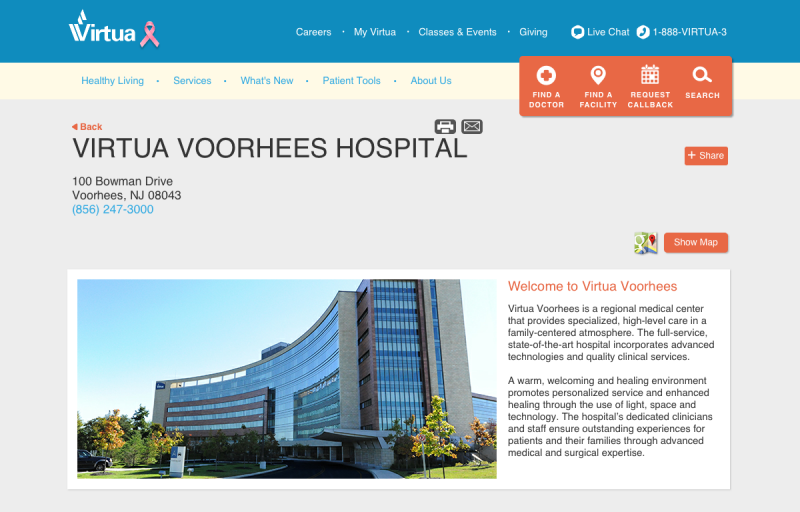 Virtua
Careers · My Virtua · Classes & Events · Giving Live Chat 1-888-VIRTUA-3
Healthy Living · Services · What's New · Patient Tools · About Us
FIND A DOCTOR
FIND A FACILITY
REQUEST CALLBACK
SEARCH
Back
VIRTUA VOORHEES HOSPITAL
+ Share
100 Bowman Drive
Voorhees, NJ 08043
(856) 247-3000
Show Map
Welcome to Virtua Voorhees
Virtua Voorhees is a regional medical center
that provides specialized, high-level care in a
family-centered atmosphere. The full-service,
state-of-the-art hospital incorporates advanced
technologies and quality clinical services.
A warm, welcoming and healing environment
promotes personalized service and enhanced
healing through the use of light, space and
technology. The hospital's dedicated clinicians
and staff ensure outstanding experiences for
patients and their families through advanced
medical and surgical expertise.